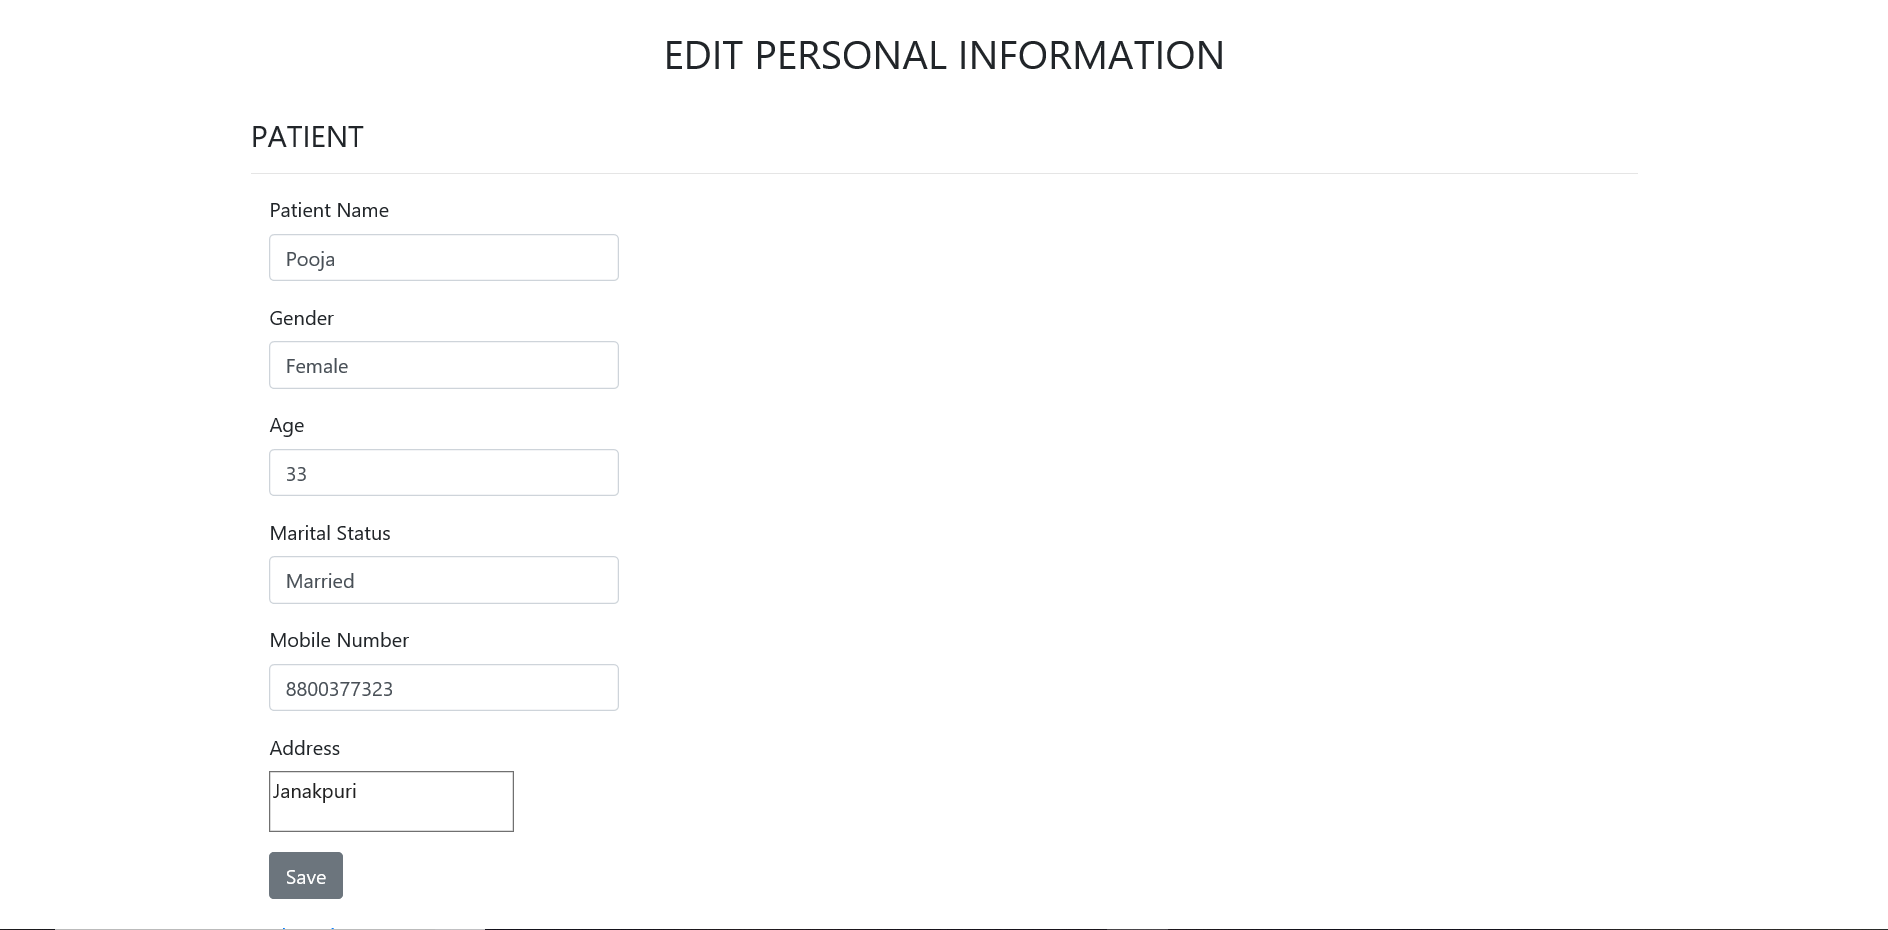 EDIT PERSONAL INFORMATION
PATIENT
Patient Name
Pooja
Gender
Female
Age
33
Marital Status
Married
Mobile Number
8800377323
Address
Janakpuri
Save